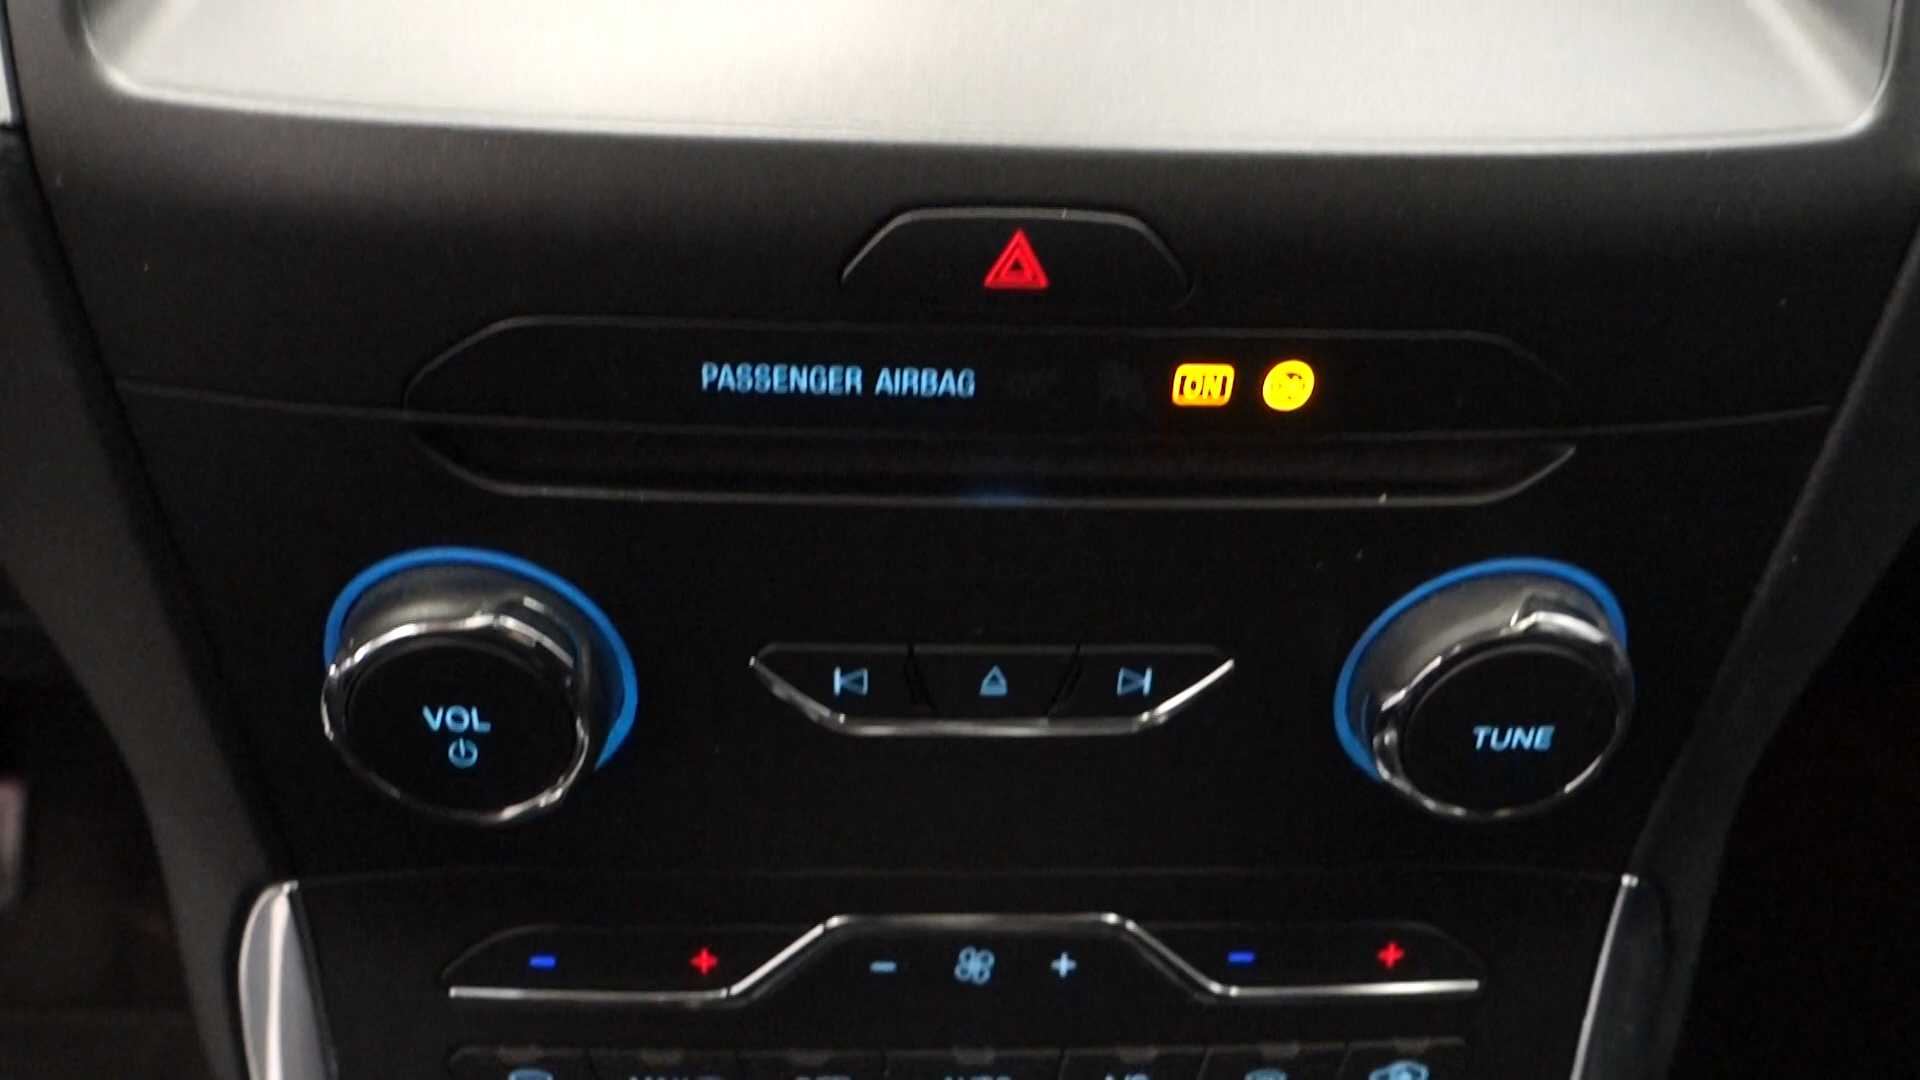 PASSENGER AIRBAG ON
VOL
TUNE
- + - + - +